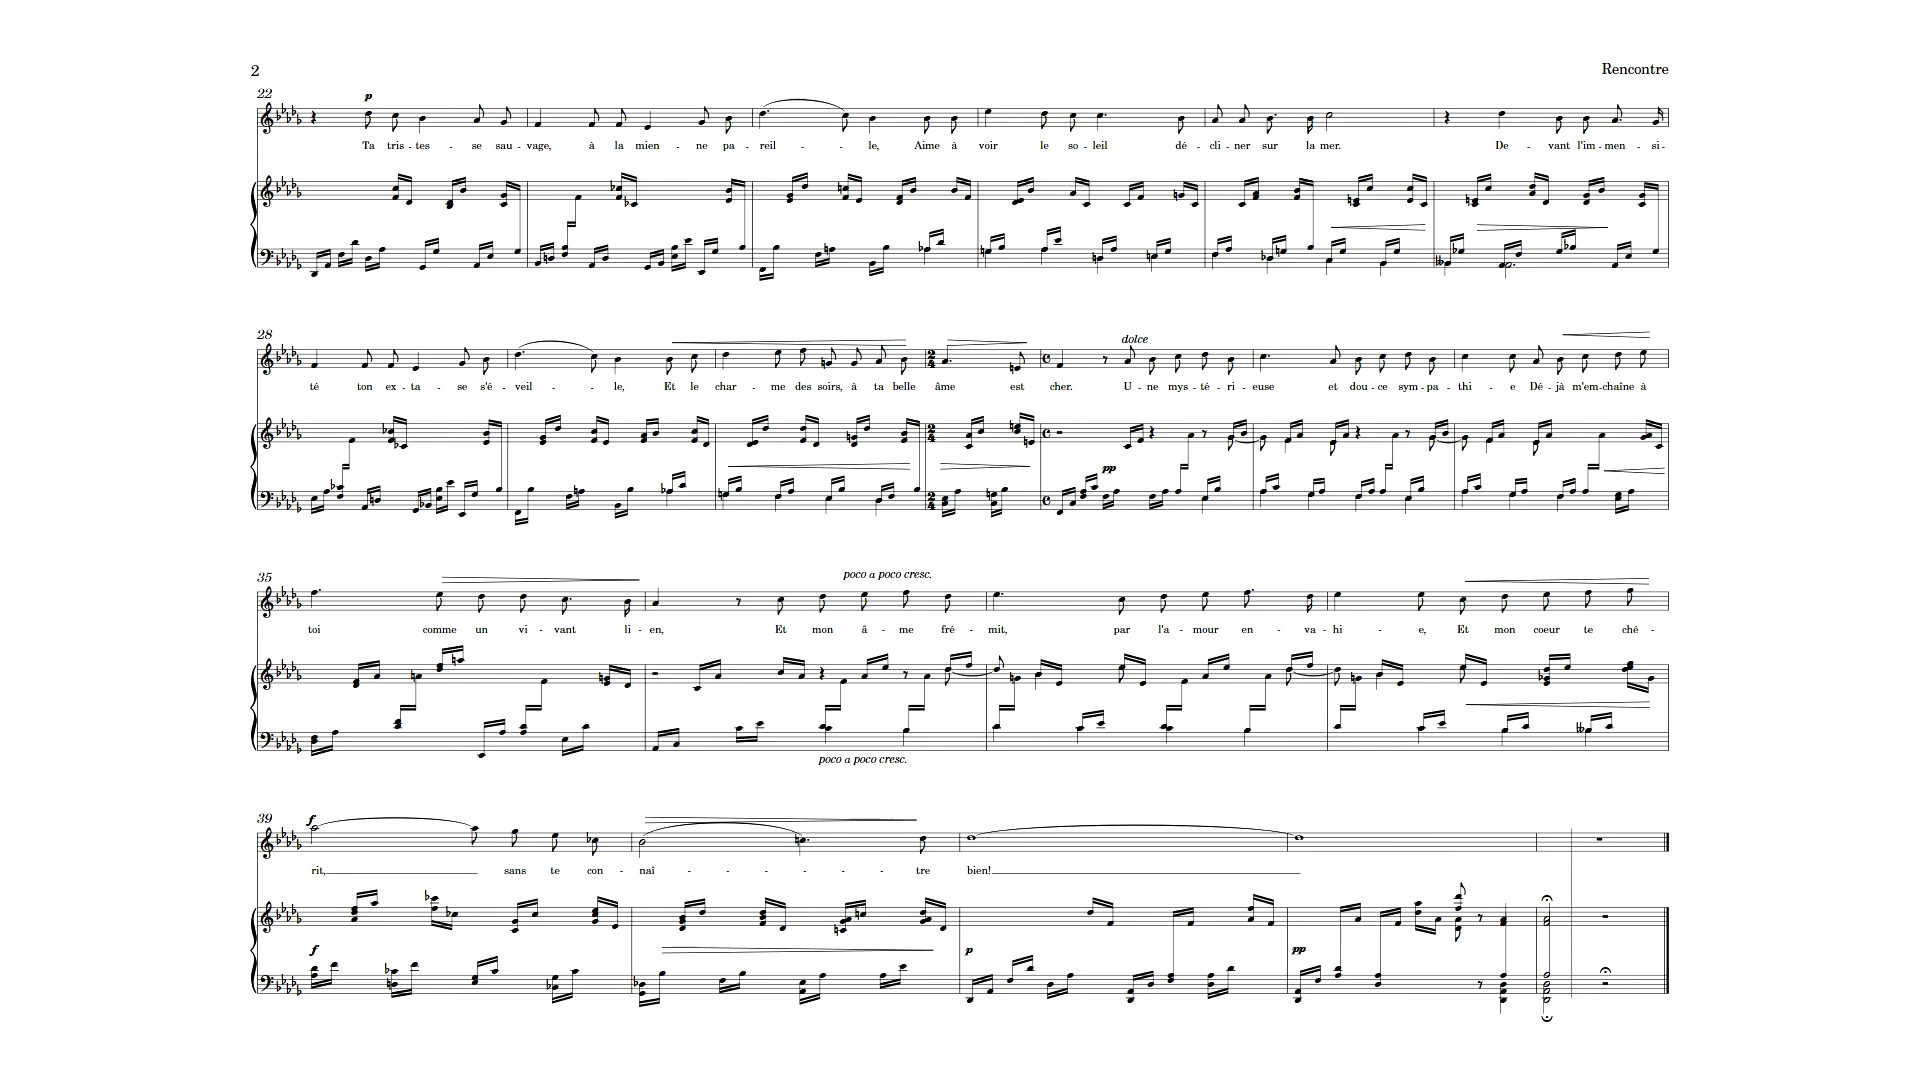 2
Rencontre
22
p
Ta tris - tes - se sau - vage, à la mien - ne pa - reil - - le, Aime à voir le so - leil dé - cli - ner sur la mer. De - vant l'im - men - si -
28
dolce
té ton ex - ta - se s'é - veil - - le, Et le char - me des soirs, à ta belle âme est cher. U - ne mys - té - ri - euse et dou - ce sym - pa - thi - e Dé - jà m'em - chaîne à
pp
35
poco a poco cresc.
toi comme un vi - vant li - en, Et mon â - me fré - mit, par l'a - mour en - va - hi - e, Et mon coeur te ché -
poco a poco cresc.
39
f
rit, sans te con - naî - - - - - - tre bien!
f p pp